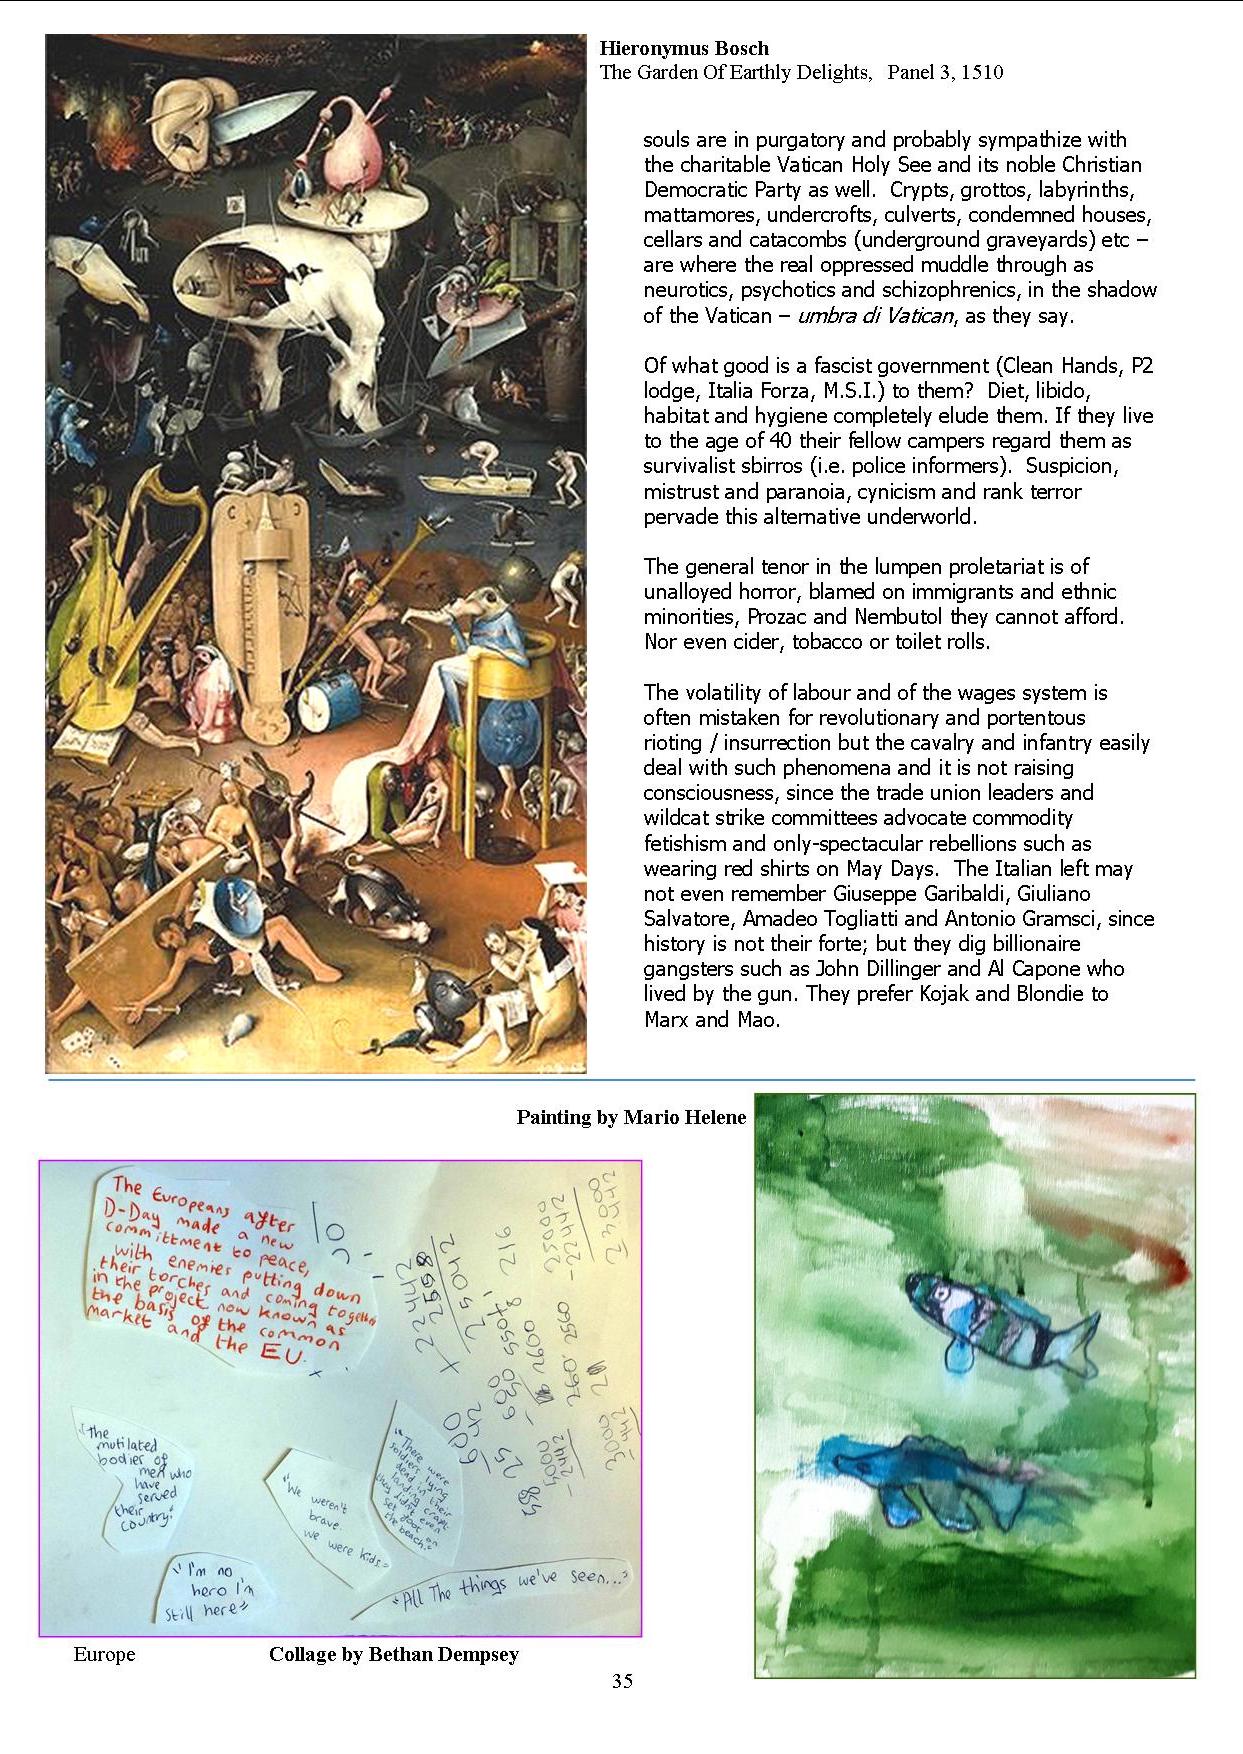 Hieronymus Bosch
The Garden Of Earthly Delights, Panel 3, 1510
souls are in purgatory and probably sympathize with
the charitable Vatican Holy See and its noble Christian
Democratic Party as well. Crypts, grottos, labyrinths,
mattamores, undercrofts, culverts, condemned houses,
cellars and catacombs (underground graveyards) etc –
are where the real oppressed muddle through as
neurotics, psychotics and schizophrenics, in the shadow
of the Vatican – umbra di Vatican, as they say.
Of what good is a fascist government (Clean Hands, P2
lodge, Italia Forza, M.S.I.) to them? Diet, libido,
habitat and hygiene completely elude them. If they live
to the age of 40 their fellow campers regard them as
survivalist sbirros (i.e. police informers). Suspicion,
mistrust and paranoia, cynicism and rank terror
pervade this alternative underworld.
The general tenor in the lumpen proletariat is of
unalloyed horror, blamed on immigrants and ethnic
minorities, Prozac and Nembutol they cannot afford.
Nor even cider, tobacco or toilet rolls.
The volatility of labour and of the wages system is
often mistaken for revolutionary and portentous
rioting / insurrection but the cavalry and infantry easily
deal with such phenomena and it is not raising
consciousness, since the trade union leaders and
wildcat strike committees advocate commodity
fetishism and only-spectacular rebellions such as
wearing red shirts on May Days. The Italian left may
not even remember Giuseppe Garibaldi, Giuliano
Salvatore, Amadeo Togliatti and Antonio Gramsci, since
history is not their forte; but they dig billionaire
gangsters such as John Dillinger and Al Capone who
lived by the gun. They prefer Kojak and Blondie to
Marx and Mao.
Painting by Mario Helene
The Europeans after
D-Day made a new
committment to peace,
with enemies putting down
their torches and coming together
in the project now known as
the basis of the common
market and the EU.
22442
2558
25042
216
25000
-22442
23000
22442
"the
mutilated
bodier of
men who
have
served
their
country"
"We weren't
brave.
we were kids"
"There were
soldiers lying
dead in their
landing craft
they didn't even
set foot on
the beach."
"I'm no
hero I'm
still here"
"All The things we've seen..."
Europe
Collage by Bethan Dempsey
35